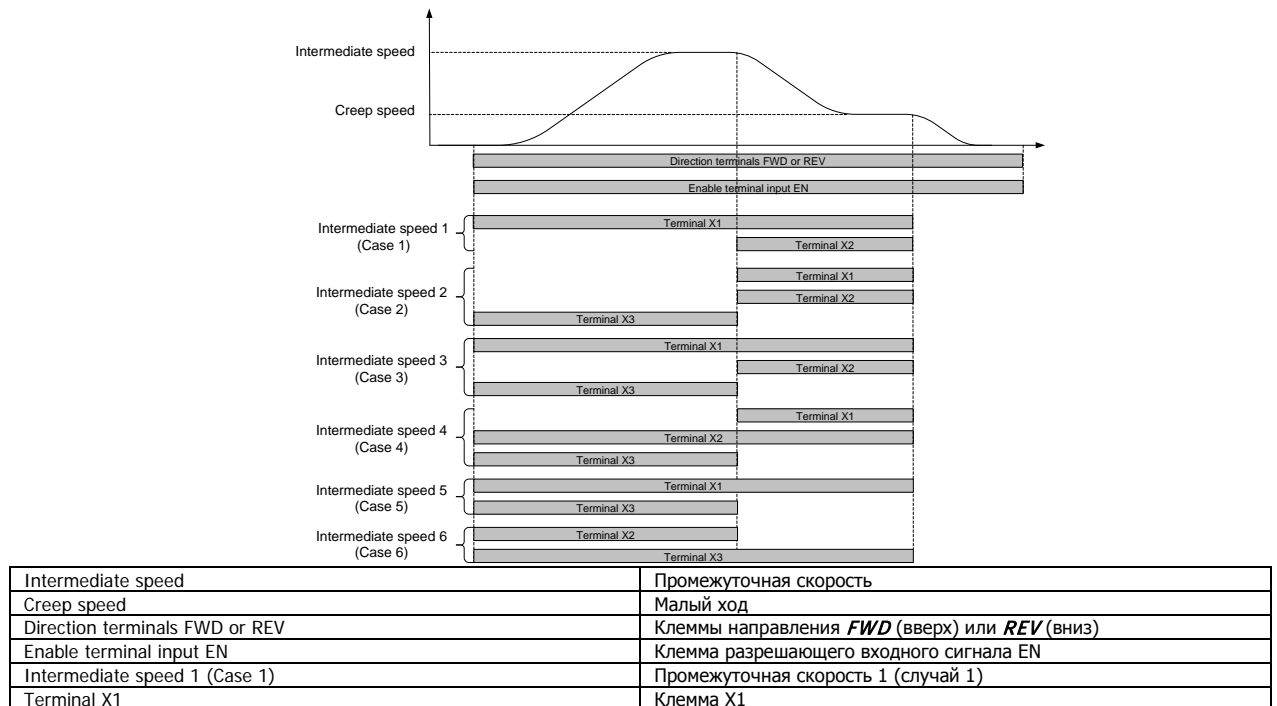 Intermediate speed
Creep speed
Direction terminals FWD or REV
Enable terminal input EN
Intermediate speed 1
(Case 1)
Terminal X1
Terminal X2
Intermediate speed 2
(Case 2)
Terminal X1
Terminal X2
Terminal X3
Intermediate speed 3
(Case 3)
Terminal X1
Terminal X2
Terminal X3
Intermediate speed 4
(Case 4)
Terminal X1
Terminal X2
Terminal X3
Intermediate speed 5
(Case 5)
Terminal X1
Terminal X3
Intermediate speed 6
(Case 6)
Terminal X2
Terminal X3
Intermediate speed Промежуточная скорость
Creep speed Малый ход
Direction terminals FWD or REV Клеммы направления FWD (вверх) или REV (вниз)
Enable terminal input EN Клемма разрешающего входного сигнала EN
Intermediate speed 1 (Case 1) Промежуточная скорость 1 (случай 1)
Terminal X1 Клемма X1